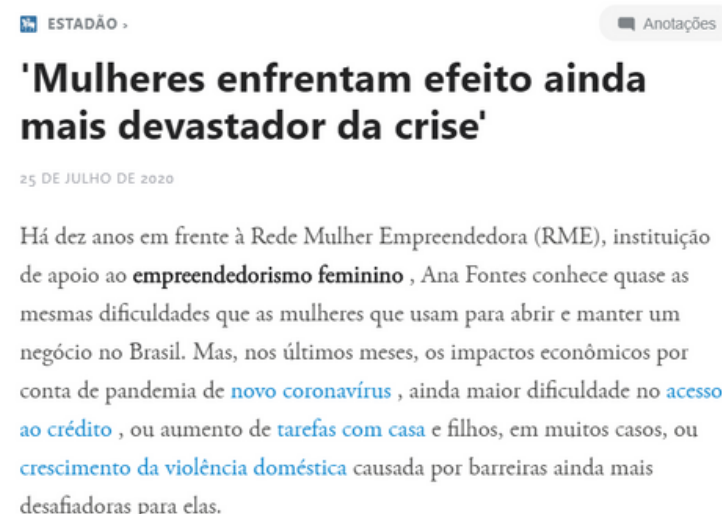 ESTADÃO ›
Anotações
'Mulheres enfrentam efeito ainda
mais devastador da crise'
25 DE JULHO DE 2020
Há dez anos em frente à Rede Mulher Empreendedora (RME), instituição
de apoio ao empreendedorismo feminino , Ana Fontes conhece quase as
mesmas dificuldades que as mulheres que usam para abrir e manter um
negócio no Brasil. Mas, nos últimos meses, os impactos econômicos por
conta de pandemia de novo coronavírus , ainda maior dificuldade no acesso
ao crédito , ou aumento de tarefas com casa e filhos, em muitos casos, ou
crescimento da violência doméstica causada por barreiras ainda mais
desafiadoras para elas.